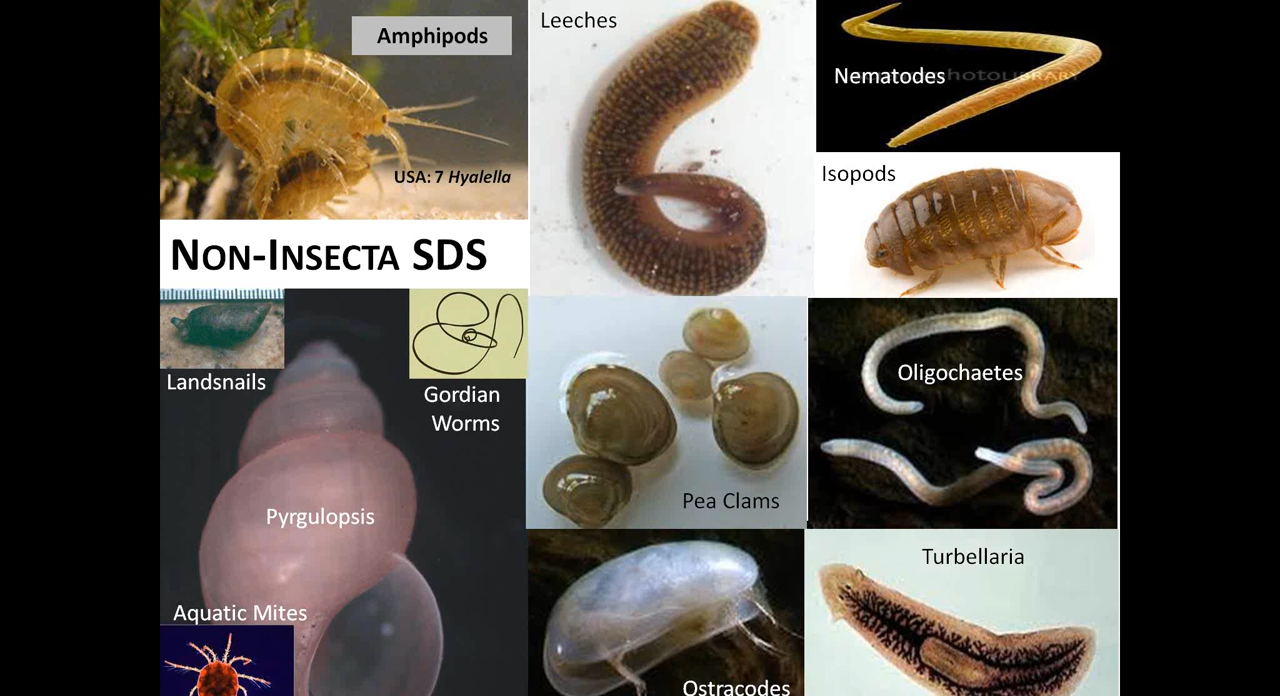 Amphipods
USA: 7 Hyalella
Leeches
Nematodes
Isopods
NON-INSECTA SDS
Landsnails
Gordian
Worms
Pyrgulopsis
Aquatic Mites
Pea Clams
Oligochaetes
Ostracodes
Turbellaria